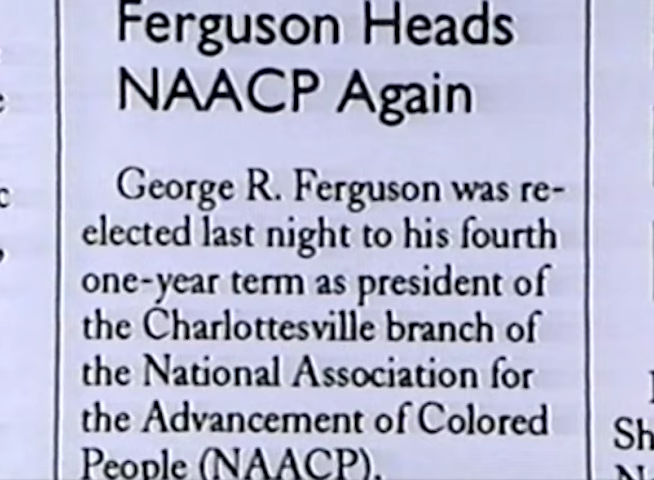 Ferguson Heads
NAACP Again
George R. Ferguson was re-
elected last night to his fourth
one-year term as president of
the Charlottesville branch of
the National Association for
the Advancement of Colored
People (NAACP).
Sh